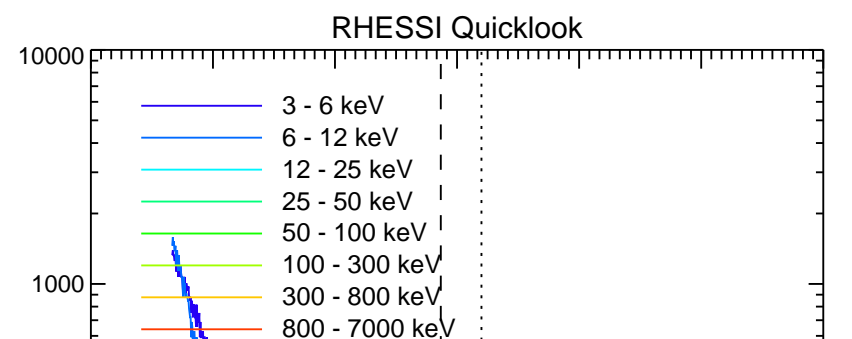 RHESSI Quicklook
10000
3 - 6 keV
6 - 12 keV
12 - 25 keV
25 - 50 keV
50 - 100 keV
100 - 300 keV
1000
300 - 800 keV
800 - 7000 keV